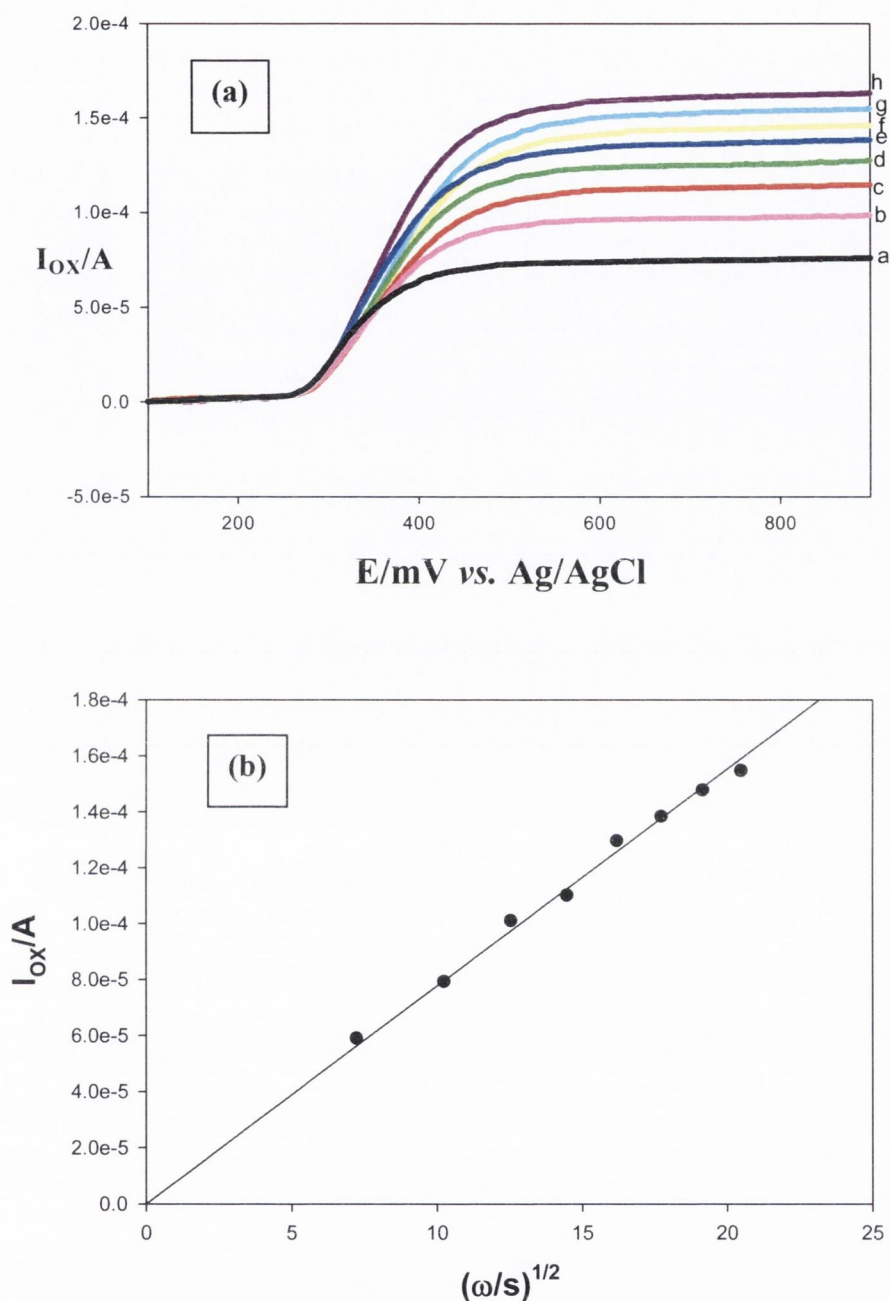 2.0e-4
(a)
h
g
f
e
d
c
b
a
1.5e-4
1.0e-4
I_OX/A
5.0e-5
0.0
-5.0e-5
200 400 600 800
E/mV vs. Ag/AgCl
1.8e-4
(b)
1.6e-4
1.4e-4
1.2e-4
1.0e-4
I_OX/A
8.0e-5
6.0e-5
4.0e-5
2.0e-5
0.0
0 5 10 15 20 25
(ω/s)^1/2